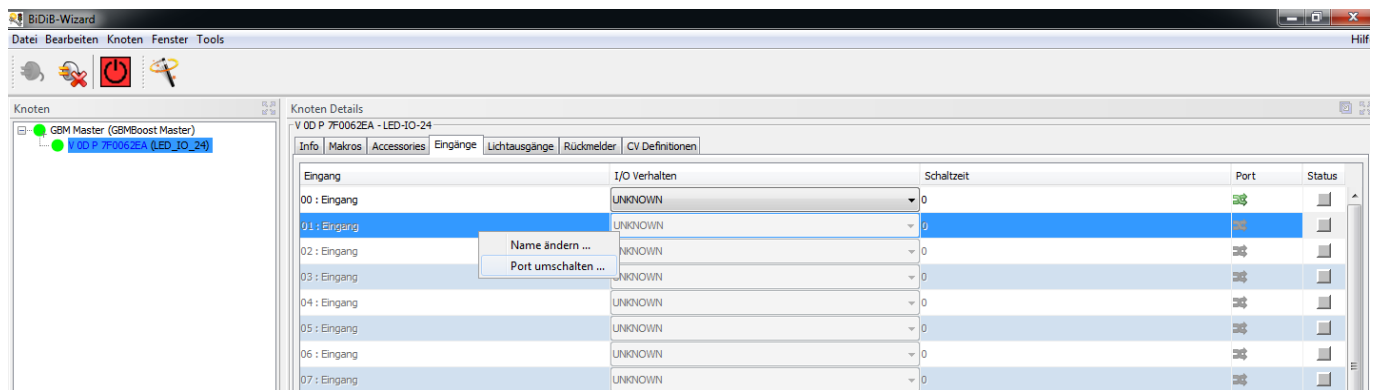 BiDiB-Wizard
Datei Bearbeiten Knoten Fenster Tools Hilf
Knoten
GBM Master (GBMBoost Master)
V 0D P 7F0062EA (LED_IO_24)
Knoten Details
V 0D P 7F0062EA - LED-IO-24
Info Makros Accessories Eingänge Lichtausgänge Rückmelder CV Definitionen
Eingang I/O Verhalten Schaltzeit Port Status
00 : Eingang UNKNOWN 0
01 : Eingang UNKNOWN 0
Name ändern ...
02 : Eingang NKNOWN 0
Port umschalten ...
03 : Eingang NKNOWN 0
04 : Eingang UNKNOWN 0
05 : Eingang UNKNOWN 0
06 : Eingang UNKNOWN 0
07 : Eingang UNKNOWN 0